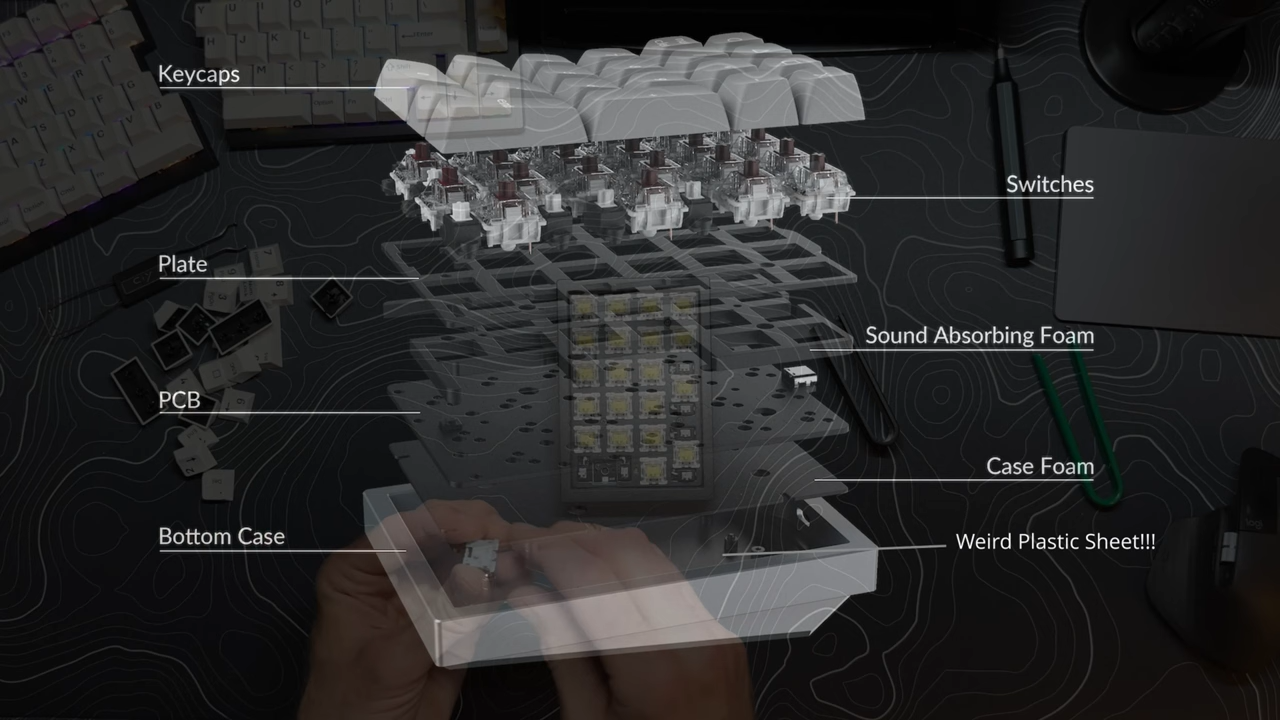 Keycaps
Switches
Plate
Sound Absorbing Foam
PCB
Case Foam
Bottom Case
Weird Plastic Sheet!!!